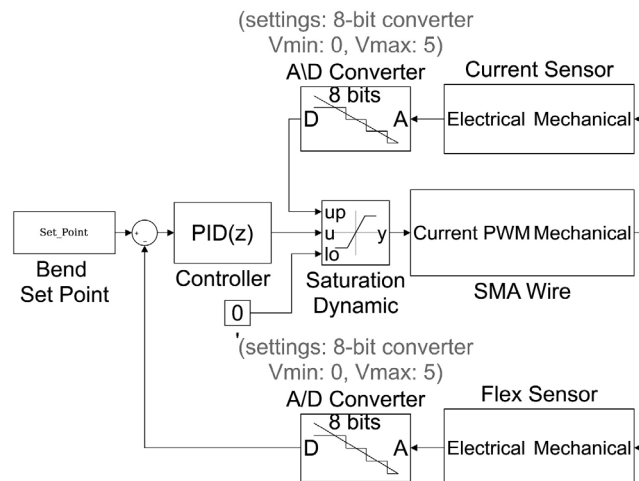 (settings: 8-bit converter
Vmin: 0, Vmax: 5)
A\D Converter
8 bits
D A
Current Sensor
Electrical Mechanical
Set_Point
Bend
Set Point
+
−
PID(z)
Controller
up
u y
lo
Saturation
Dynamic
Current PWM Mechanical
SMA Wire
0
'
(settings: 8-bit converter
Vmin: 0, Vmax: 5)
A/D Converter
8 bits
D A
Flex Sensor
Electrical Mechanical